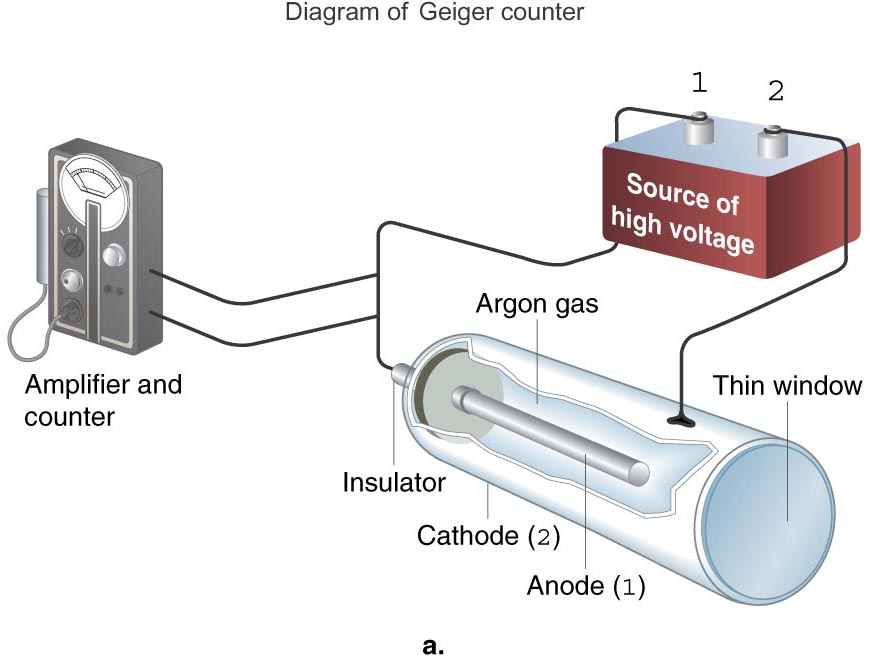 Diagram of Geiger counter
1
2
Source of
high voltage
Argon gas
Thin window
Amplifier and
counter
Insulator
Cathode (2)
Anode (1)
a.